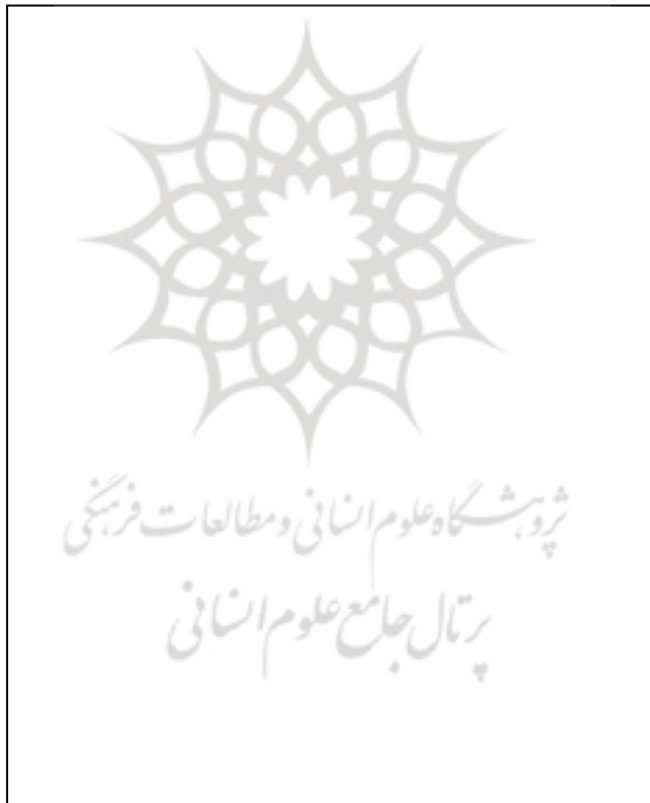 پژوهشگاه علوم انسانی و مطالعات فرهنگی
پرتال جامع علوم انسانی